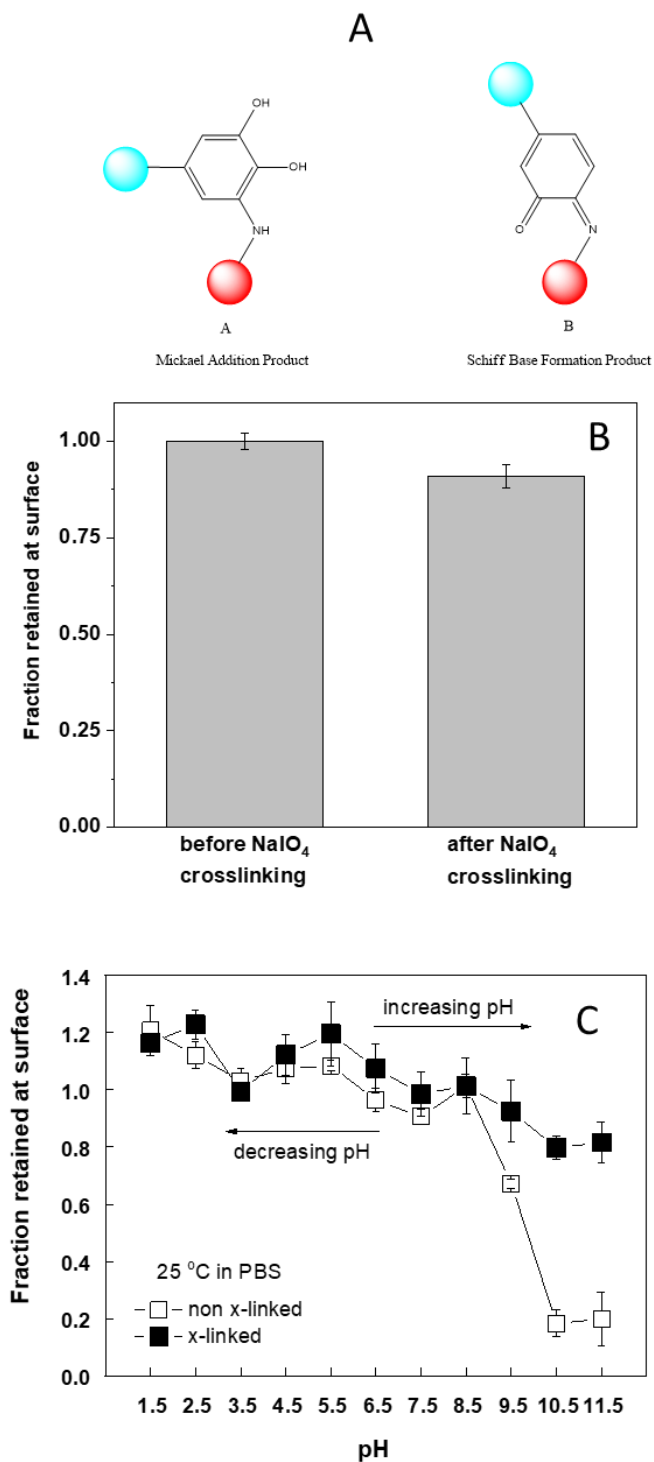 A
OH
OH
NH
O
N
A
B
Mickael Addition Product
Schiff Base Formation Product
B
Fraction retained at surface
1.00
0.75
0.50
0.25
0.00
before NaIO₄
crosslinking
after NaIO₄
crosslinking
C
Fraction retained at surface
1.4
1.2
1.0
0.8
0.6
0.4
0.2
0.0
increasing pH
decreasing pH
25 °C in PBS
non x-linked
x-linked
1.5 2.5 3.5 4.5 5.5 6.5 7.5 8.5 9.5 10.5 11.5
pH